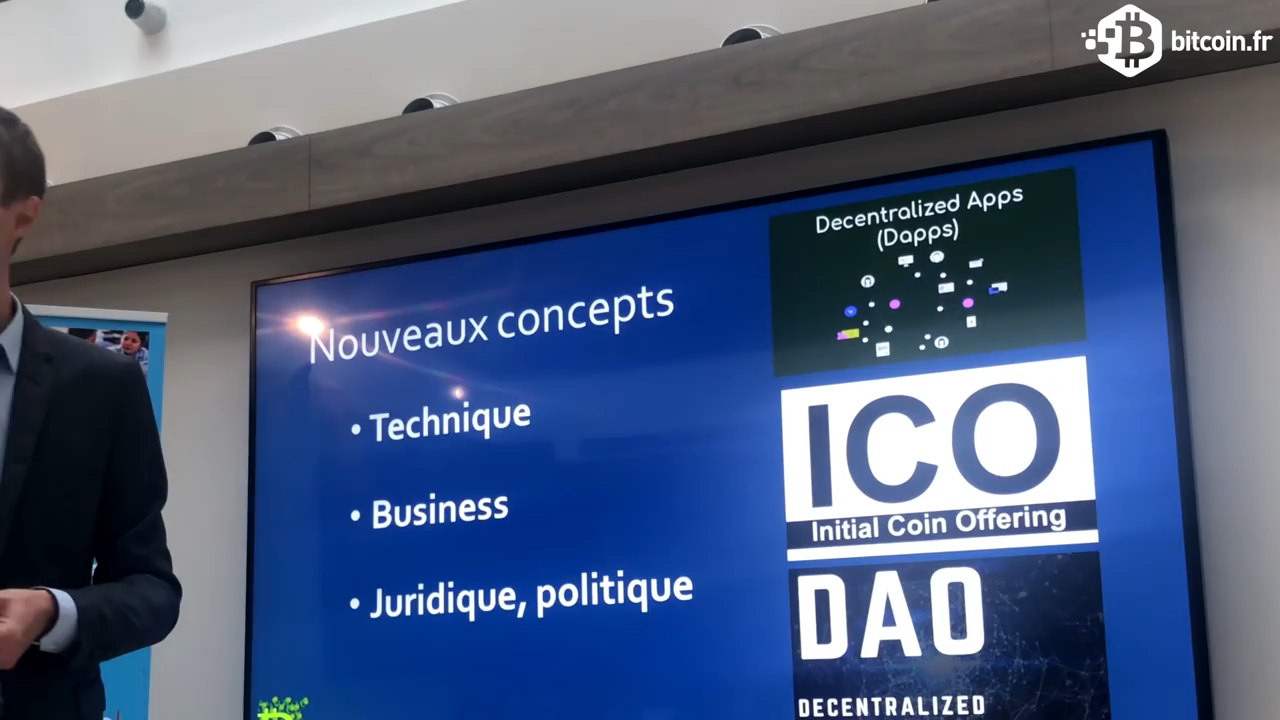 bitcoin.fr
Nouveaux concepts
• Technique
• Business
• Juridique, politique
Decentralized Apps
(Dapps)
ICO
Initial Coin Offering
DAO
DECENTRALIZED